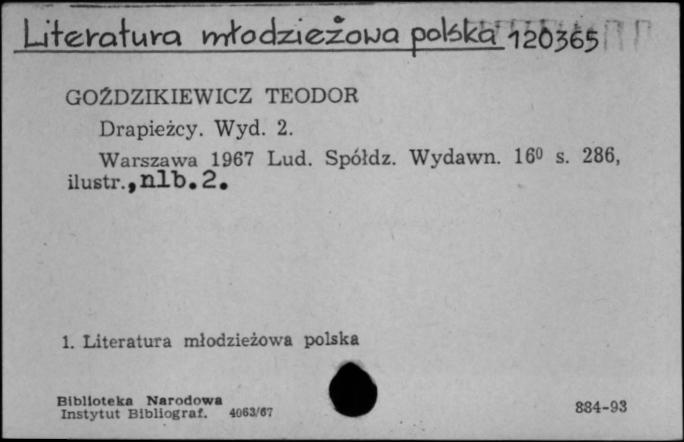 Literatura młodzieżowa polska 120365
GOŹDZIKIEWICZ TEODOR
Drapieżcy. Wyd. 2.
Warszawa 1967 Lud. Spółdz. Wydawn. 16⁰ s. 286,
ilustr., nlb. 2.
1. Literatura młodzieżowa polska
Biblioteka Narodowa
Instytut Bibliograf. 4063/67
884-93